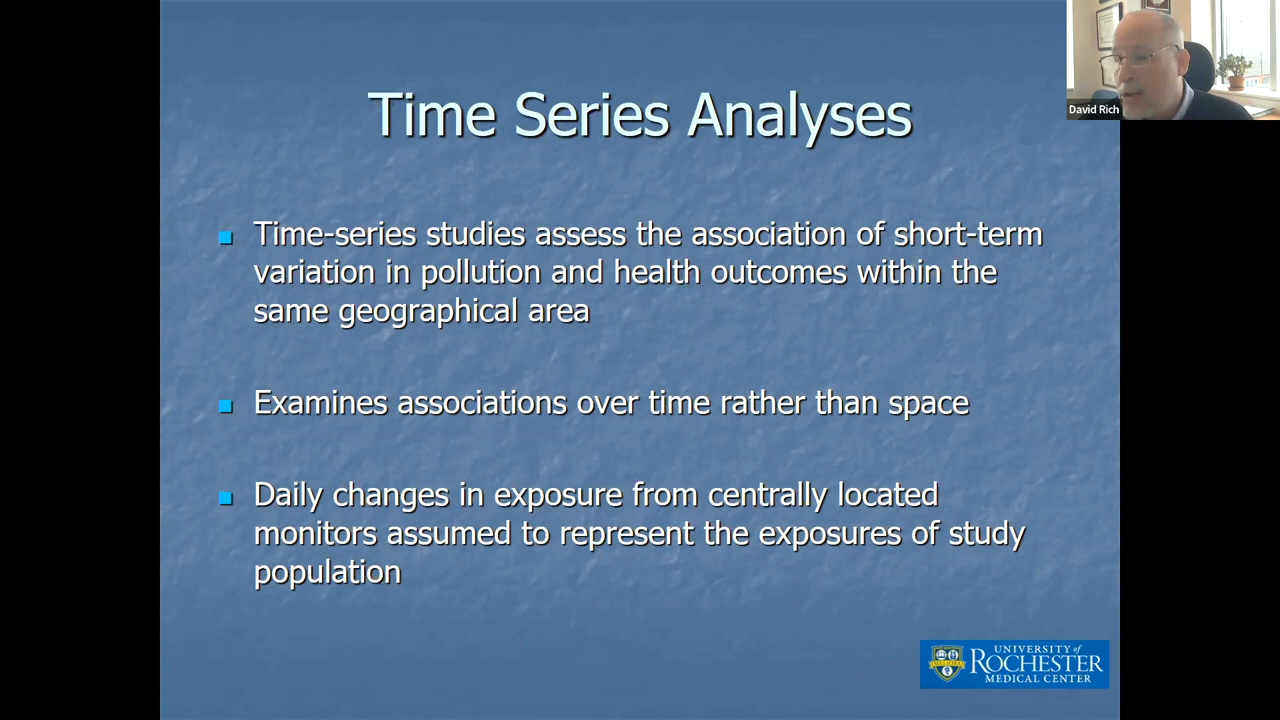 Time Series Analyses
David Rich
Time-series studies assess the association of short-term
variation in pollution and health outcomes within the
same geographical area
Examines associations over time rather than space
Daily changes in exposure from centrally located
monitors assumed to represent the exposures of study
population
UNIVERSITY of
ROCHESTER
MEDICAL CENTER